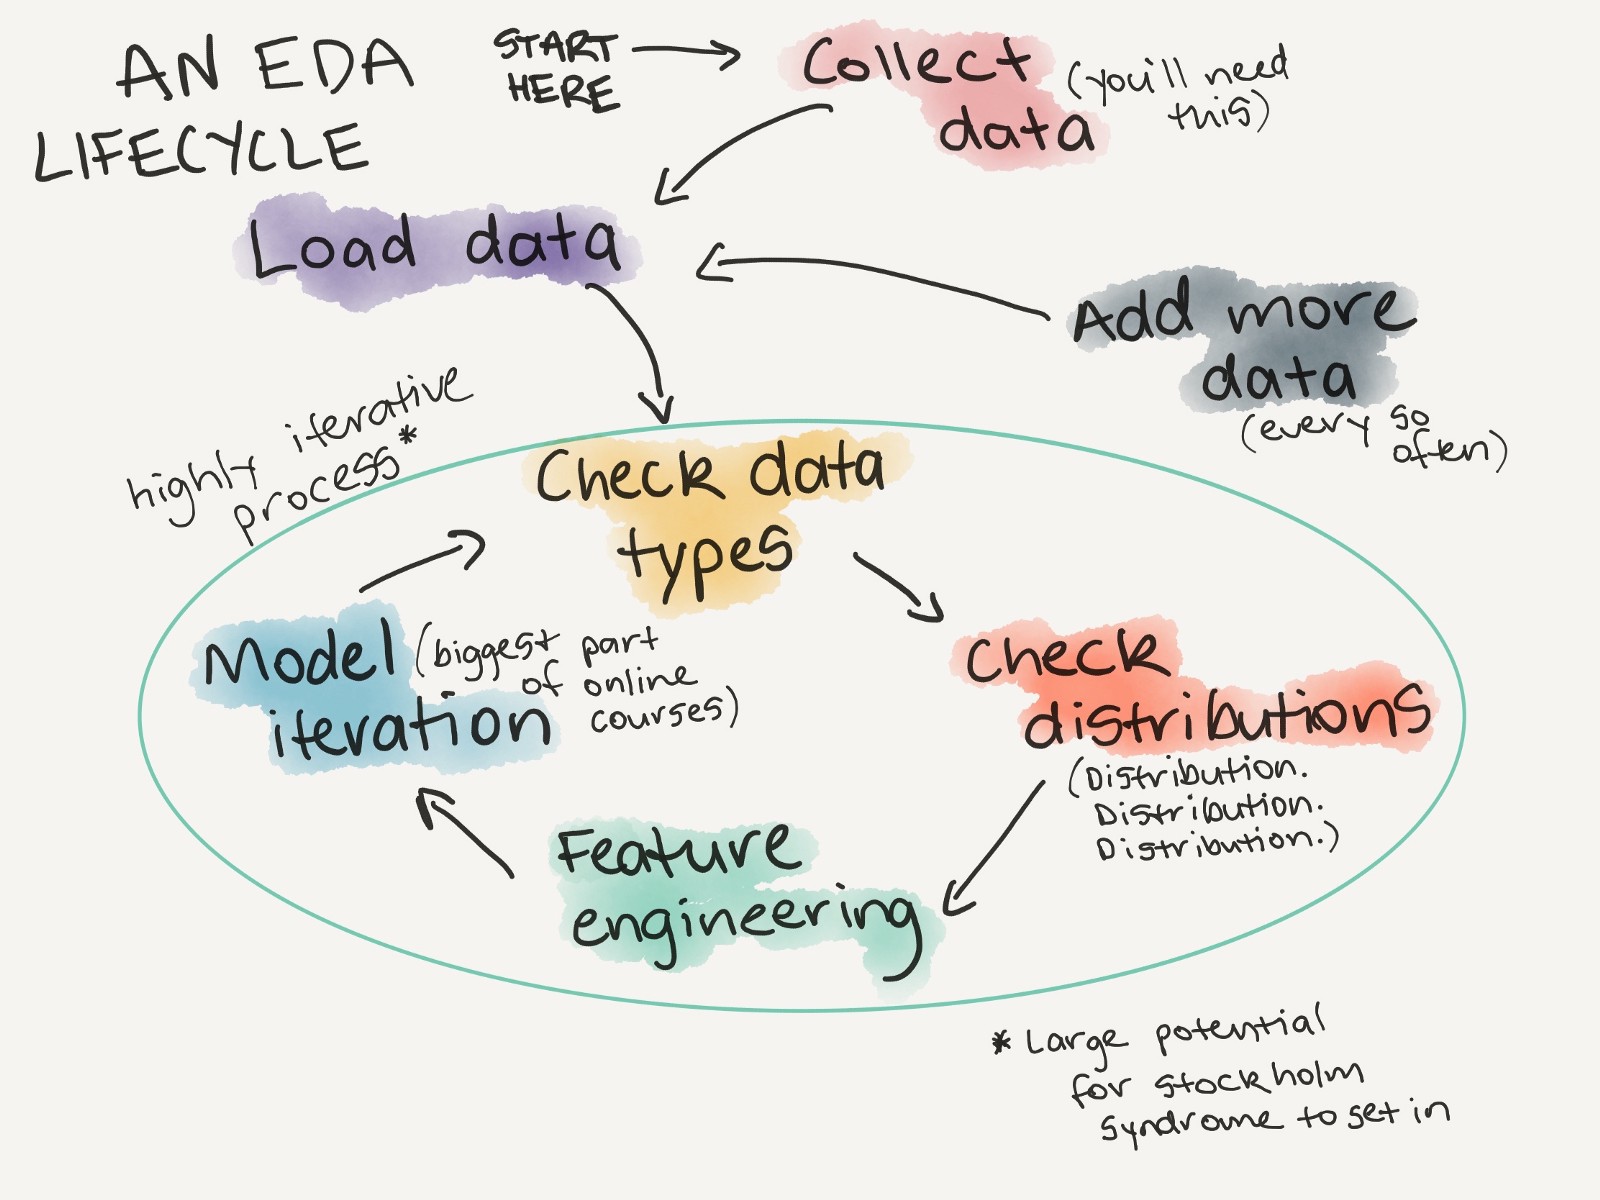 AN EDA
LIFECYCLE
START
HERE
Collect
data
(you'll need
this)
Load data
Add more
data
(every so
often)
highly iterative
process*
Check data
types
Model
iteration
(biggest part
of online
courses)
Check
distributions
(Distribution.
Distribution.
Distribution.)
Feature
engineering
* Large potential
for stockholm
syndrome to set in